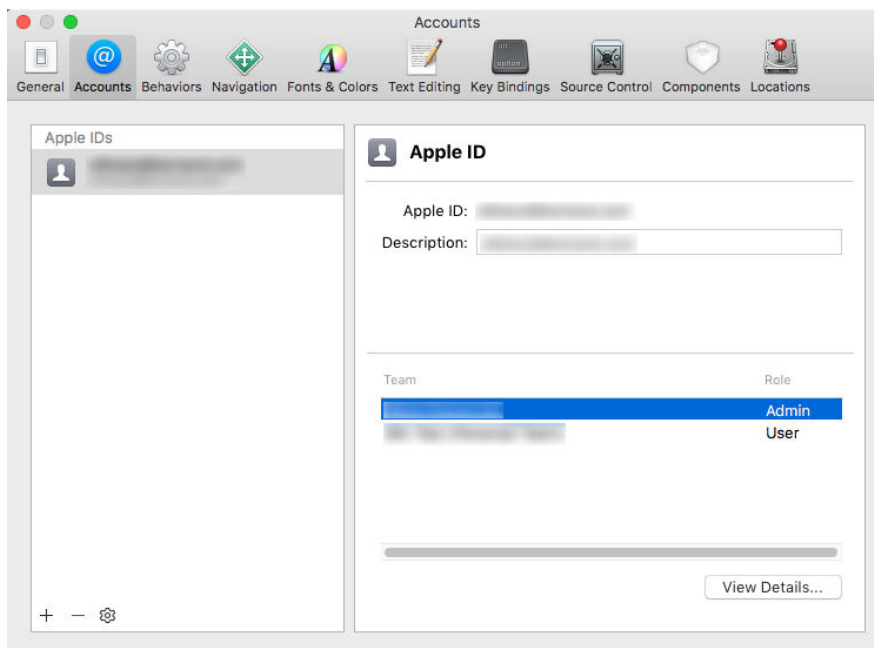 Accounts
General Accounts Behaviors Navigation Fonts & Colors Text Editing Key Bindings Source Control Components Locations
Apple IDs
Apple ID
Apple ID:
Description:
Team Role
Admin
User
View Details...